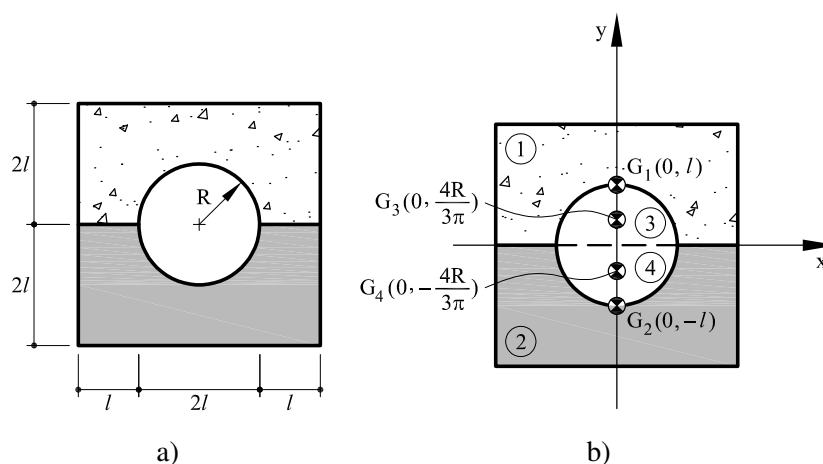 2l
2l
R
l
2l
l
a)
y
x
1
G₁(0, l)
G₃(0, 4R/3π)
3
4
G₄(0, -4R/3π)
G₂(0, -l)
2
b)